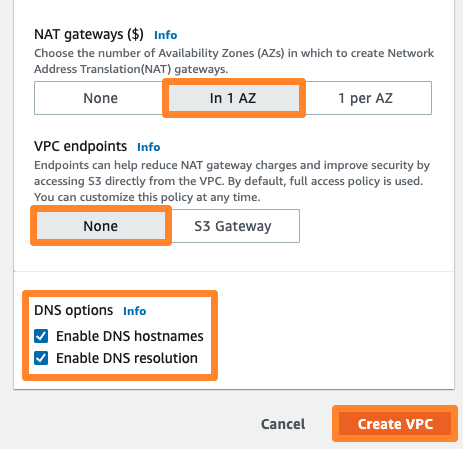 NAT gateways ($) Info
Choose the number of Availability Zones (AZs) in which to create Network
Address Translation(NAT) gateways.
None In 1 AZ 1 per AZ
VPC endpoints Info
Endpoints can help reduce NAT gateway charges and improve security by
accessing S3 directly from the VPC. By default, full access policy is used.
You can customize this policy at any time.
None S3 Gateway
DNS options Info
Enable DNS hostnames
Enable DNS resolution
Cancel Create VPC